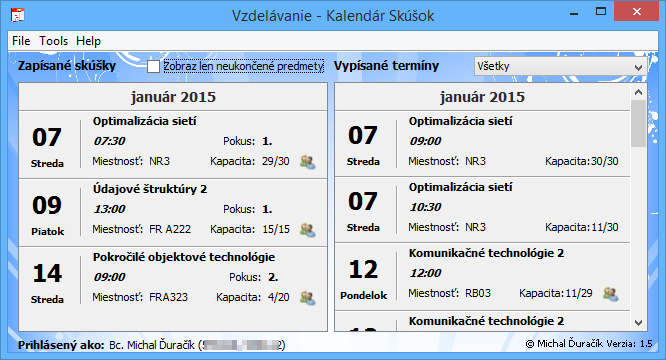 Vzdelávanie - Kalendár Skúšok
File Tools Help
Zapísané skúšky Zobraz len neukončené predmety
január 2015
07 Streda
Optimalizácia sietí
07:30 Pokus: 1.
Miestnosť: NR3 Kapacita: 29/30
09 Piatok
Údajové štruktúry 2
13:00 Pokus: 1.
Miestnosť: FR A222 Kapacita: 15/15
14 Streda
Pokročilé objektové technológie
09:00 Pokus: 2.
Miestnosť: FRA323 Kapacita: 4/20
Vypísané termíny Všetky
január 2015
07 Streda
Optimalizácia sietí
09:00
Miestnosť: NR3 Kapacita:30/30
07 Streda
Optimalizácia sietí
10:30
Miestnosť: NR3 Kapacita:11/30
12 Pondelok
Komunikačné technológie 2
12:00
Miestnosť: RB03 Kapacita:11/29
Komunikačné technológie 2
Prihlásený ako: Bc. Michal Ďuračík
© Michal Ďuračík Verzia: 1.5